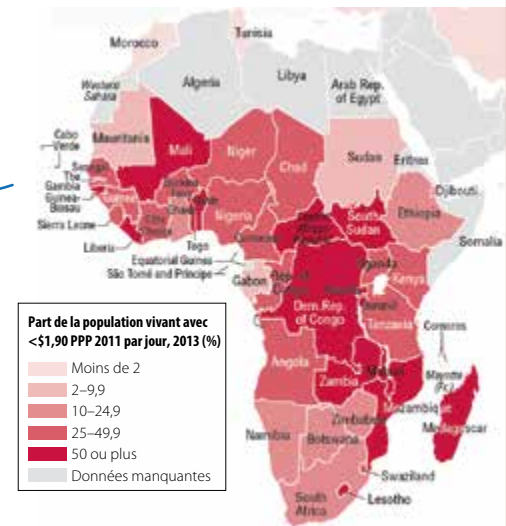 Tunisia
Morocco
Algeria
Libya
Arab Rep.
of Egypt
Western
Sahara
Cabo
Verde
Mauritania
Mali
Niger
Chad
Sudan
Eritrea
Senegal
The
Gambia
Guinea-
Bissau
Guinea
Sierra Leone
Liberia
Burkina
Ghana
Togo
Nigeria
Cameroon
Djibouti
Ethiopia
South
Sudan
Somalia
Equatorial Guinea
São Tomé and Príncipe
Gabon
Rep. of
Congo
Uganda
Kenya
Dem.Rep.
of Congo
Burundi
Tanzania
Comoros
Mayotte
(Fr.)
Angola
Zambia
Malawi
Mozambique
Madagascar
Zimbabwe
Namibia
Botswana
Swaziland
Lesotho
South
Africa
Part de la population vivant avec
<$1,90 PPP 2011 par jour, 2013 (%)
Moins de 2
2–9,9
10–24,9
25–49,9
50 ou plus
Données manquantes